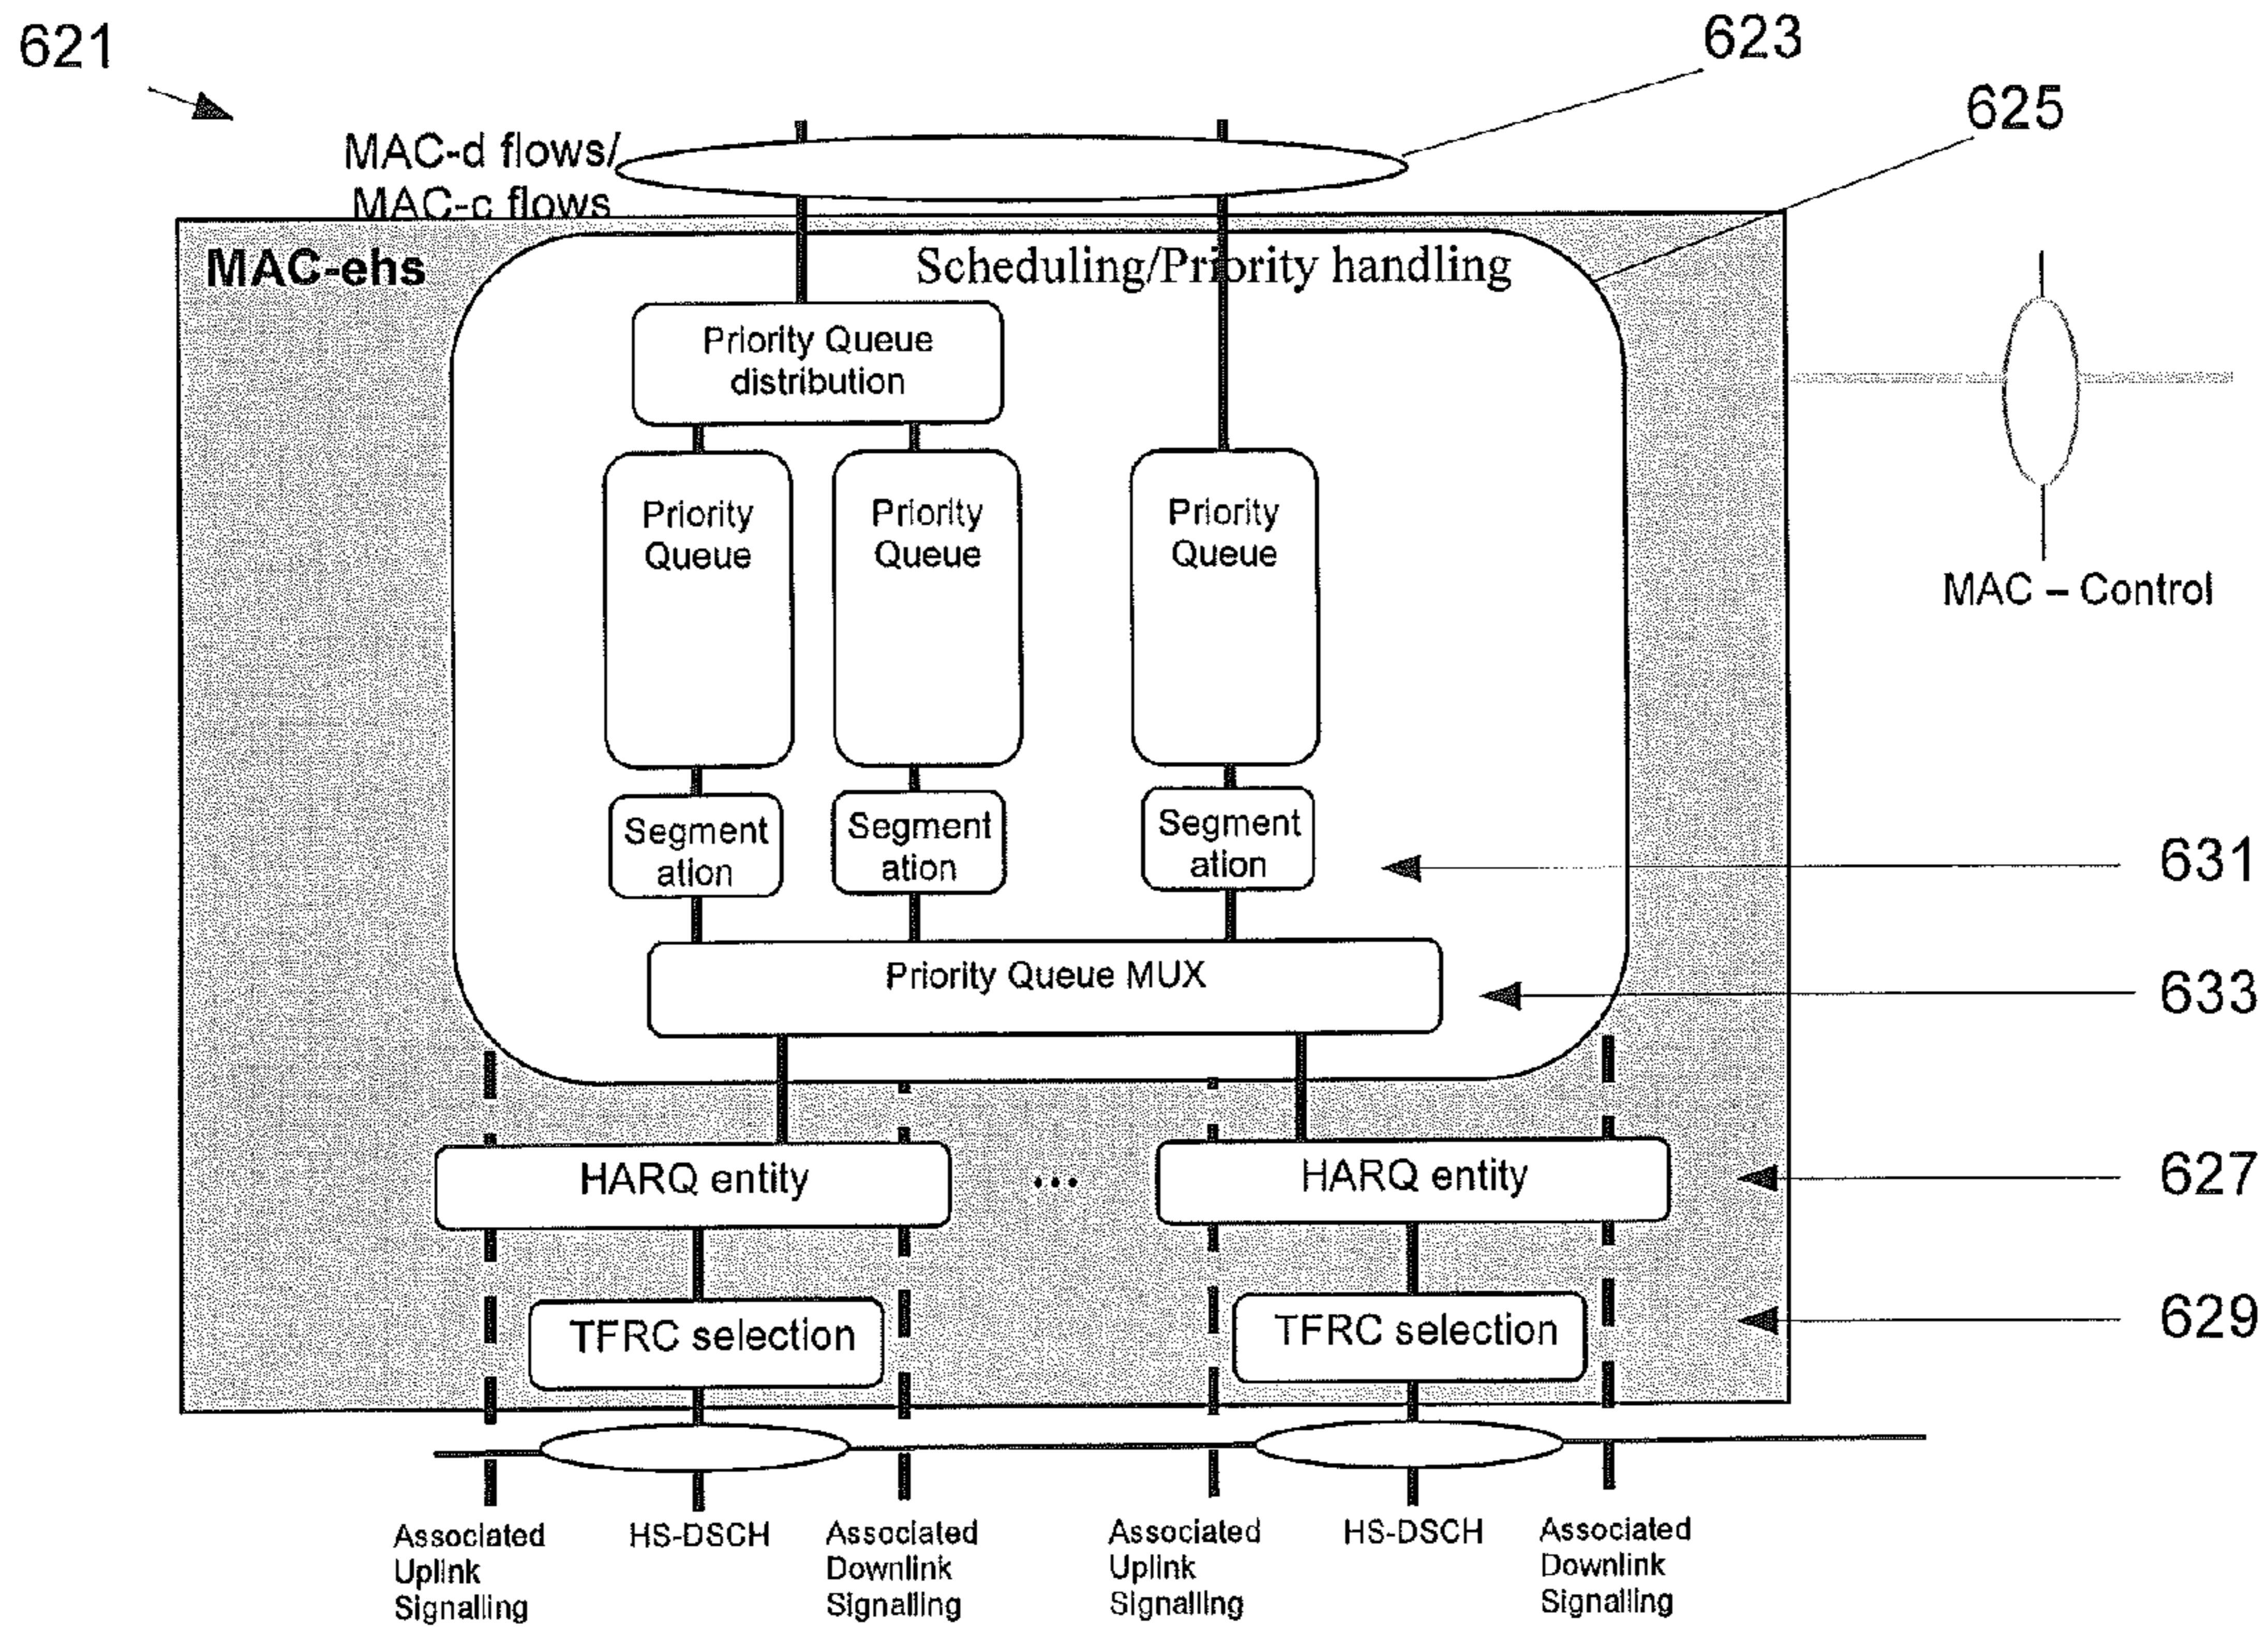 621
623
625
MAC-d flows/
MAC-c flows
MAC-ehs
Scheduling/Priority handling
Priority Queue
distribution
Priority
Queue
Priority
Queue
Priority
Queue
MAC – Control
Segment
ation
Segment
ation
Segment
ation
631
Priority Queue MUX
633
HARQ entity
...
HARQ entity
627
TFRC selection
TFRC selection
629
Associated
Uplink
Signalling
HS-DSCH
Associated
Downlink
Signalling
Associated
Uplink
Signalling
HS-DSCH
Associated
Downlink
Signalling